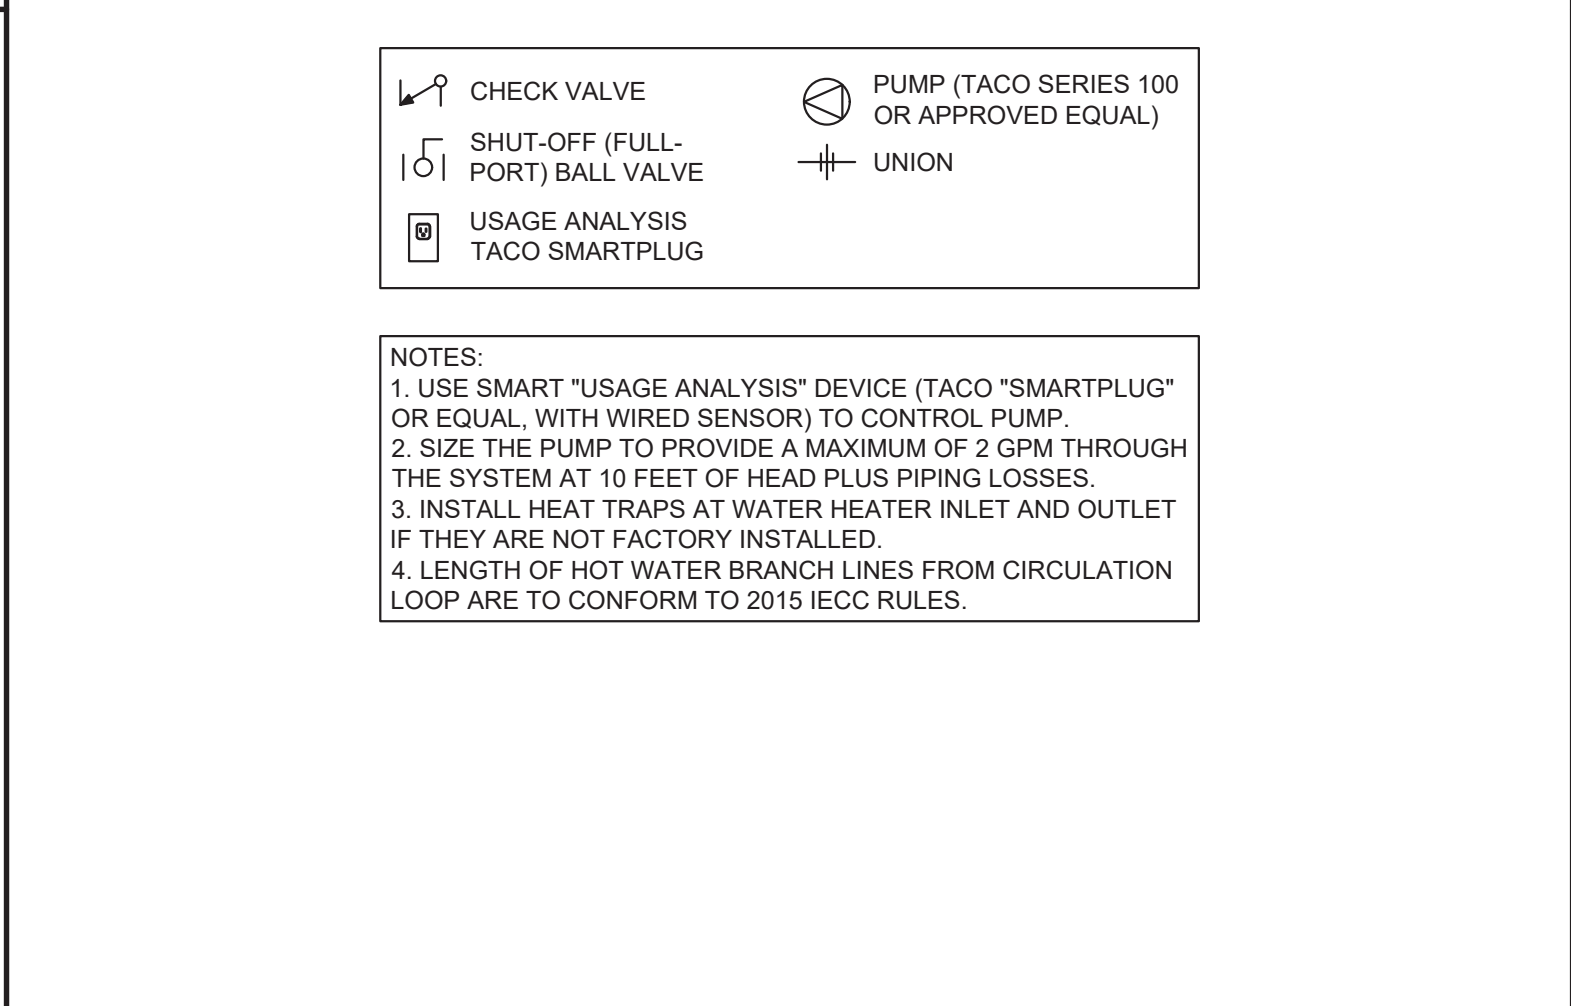 CHECK VALVE
SHUT-OFF (FULL-
PORT) BALL VALVE
USAGE ANALYSIS
TACO SMARTPLUG
PUMP (TACO SERIES 100
OR APPROVED EQUAL)
UNION
NOTES:
1. USE SMART "USAGE ANALYSIS" DEVICE (TACO "SMARTPLUG"
OR EQUAL, WITH WIRED SENSOR) TO CONTROL PUMP.
2. SIZE THE PUMP TO PROVIDE A MAXIMUM OF 2 GPM THROUGH
THE SYSTEM AT 10 FEET OF HEAD PLUS PIPING LOSSES.
3. INSTALL HEAT TRAPS AT WATER HEATER INLET AND OUTLET
IF THEY ARE NOT FACTORY INSTALLED.
4. LENGTH OF HOT WATER BRANCH LINES FROM CIRCULATION
LOOP ARE TO CONFORM TO 2015 IECC RULES.